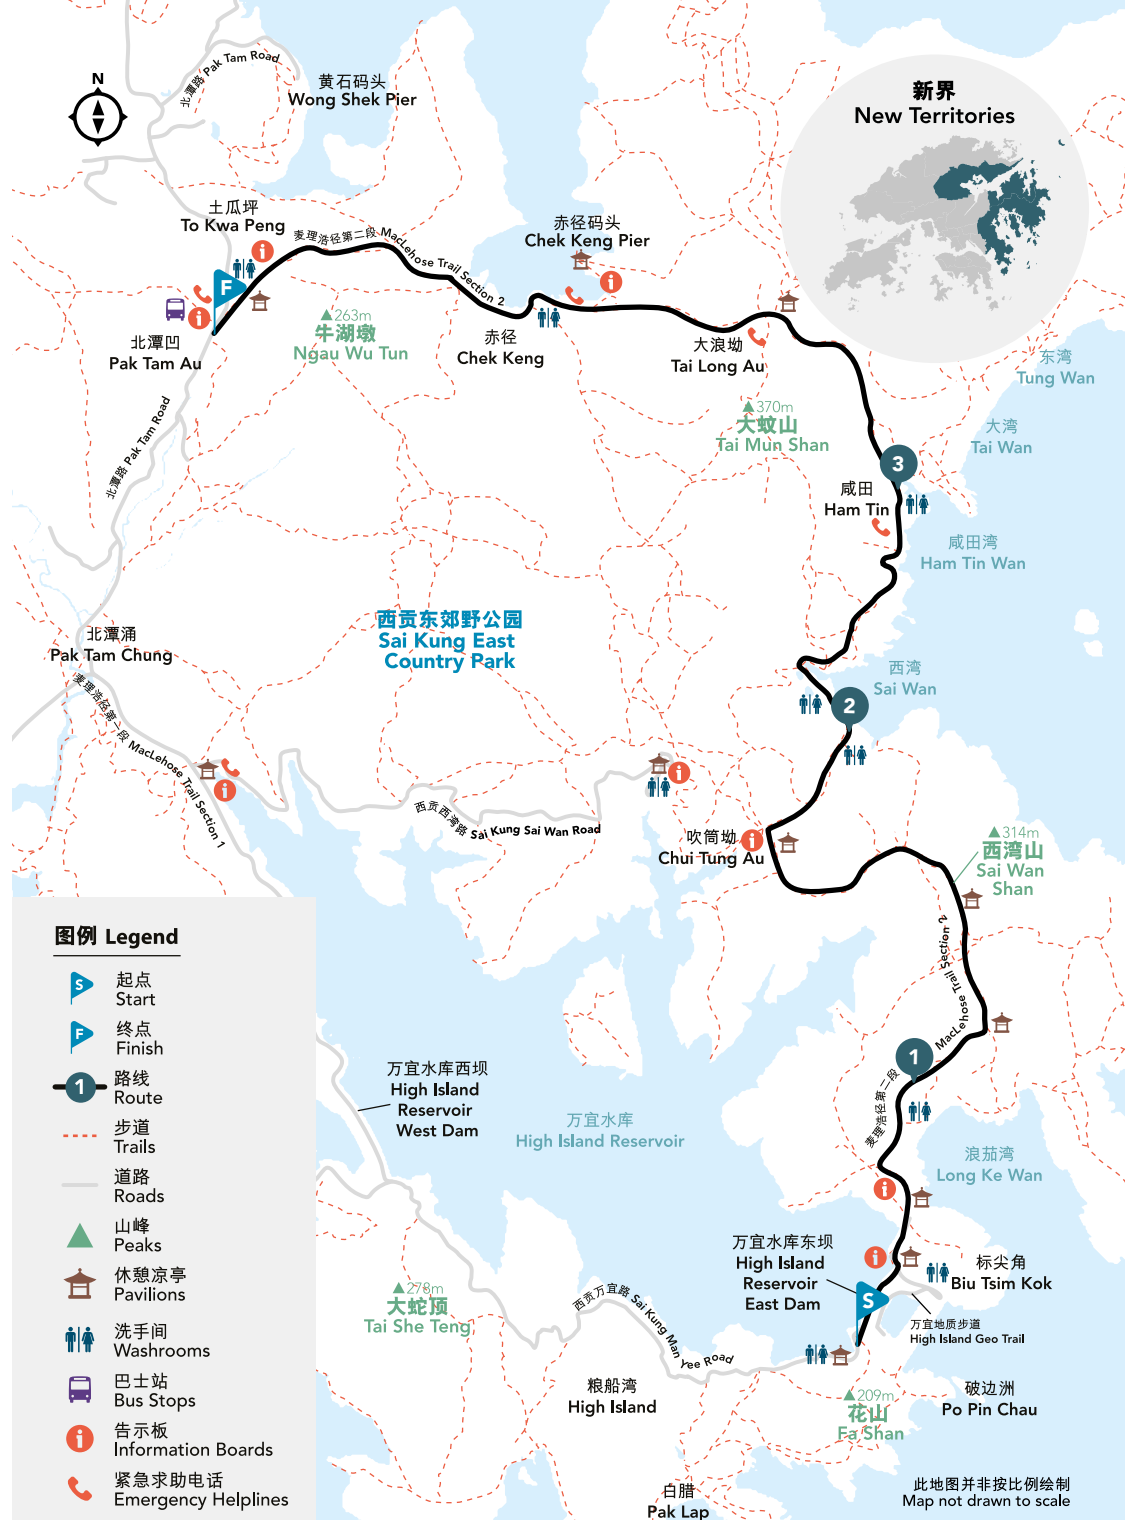 北潭路 Pak Tam Road
黄石码头
Wong Shek Pier
N
新界
New Territories
土瓜坪
To Kwa Peng
麦理浩径第二段 MacLehose Trail Section 2
赤径码头
Chek Keng Pier
F
263m
牛湖墩
Ngau Wu Tun
北潭凹
Pak Tam Au
赤径
Chek Keng
大浪坳
Tai Long Au
东湾
Tung Wan
370m
大蚊山
Tai Mun Shan
大湾
Tai Wan
北潭路 Pak Tam Road
3
咸田
Ham Tin
咸田湾
Ham Tin Wan
西贡东郊野公园
Sai Kung East
Country Park
北潭涌
Pak Tam Chung
西湾
Sai Wan
2
麦理浩径第一段 MacLehose Trail Section 1
西贡西湾路 Sai Kung Sai Wan Road
吹筒坳
Chui Tung Au
314m
西湾山
Sai Wan
Shan
麦理浩径第二段 MacLehose Trail Section 2
1
万宜水库西坝
High Island
Reservoir
West Dam
万宜水库
High Island Reservoir
浪茄湾
Long Ke Wan
万宜水库东坝
High Island
Reservoir
East Dam
S
标尖角
Biu Tsim Kok
万宜地质步道
High Island Geo Trail
278m
大蛇顶
Tai She Teng
西贡万宜路 Sai Kung Man Yee Road
粮船湾
High Island
209m
花山
Fa Shan
破边洲
Po Pin Chau
白腊
Pak Lap
此地图并非按比例绘制
Map not drawn to scale
图例 Legend
S
起点
Start
F
终点
Finish
1
路线
Route
步道
Trails
道路
Roads
山峰
Peaks
休憩凉亭
Pavilions
洗手间
Washrooms
巴士站
Bus Stops
告示板
Information Boards
紧急求助电话
Emergency Helplines